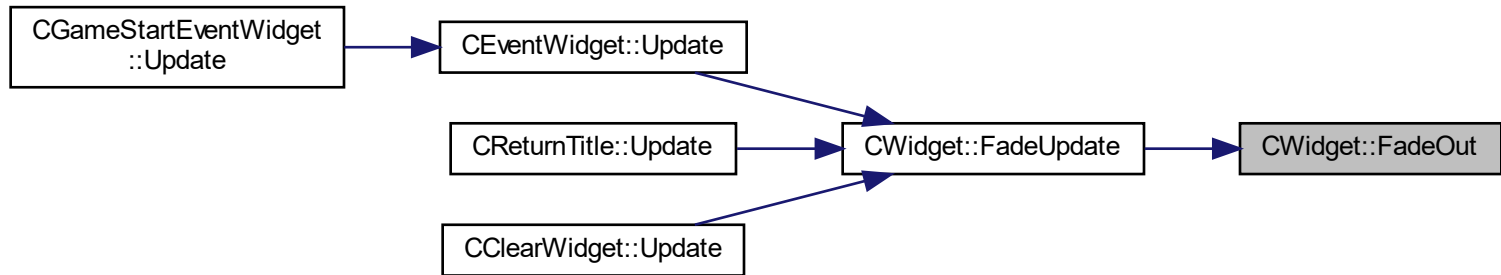 CGameStartEventWidget
::Update
CEventWidget::Update
CReturnTitle::Update
CWidget::FadeUpdate
CWidget::FadeOut
CClearWidget::Update